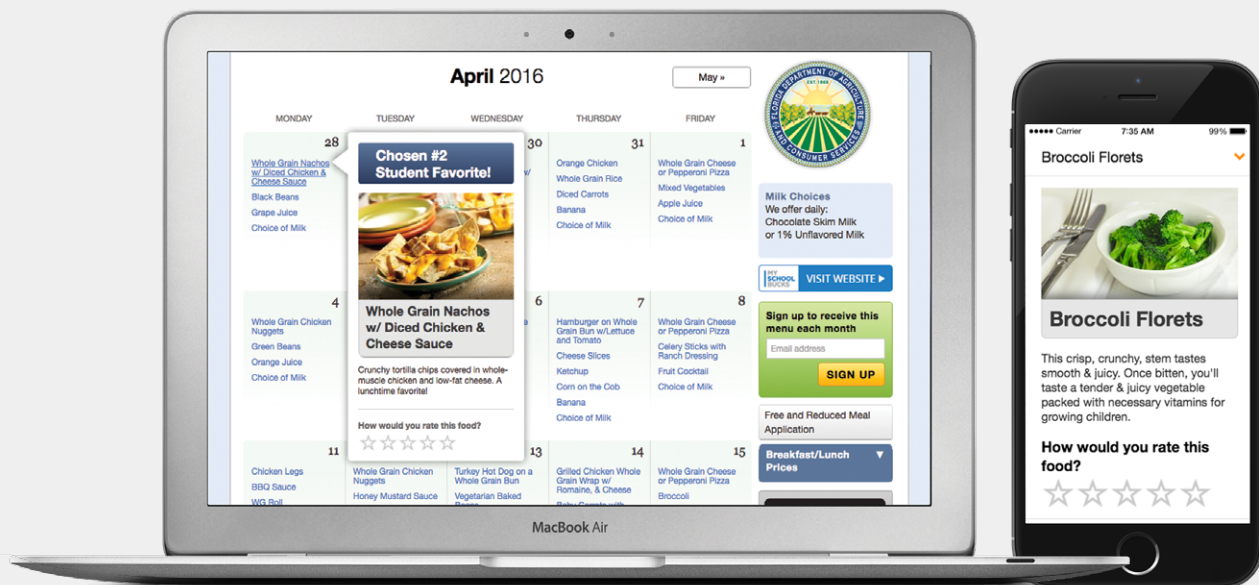 April 2016
May »
MONDAY
TUESDAY
WEDNESDAY
THURSDAY
FRIDAY
28
Whole Grain Nachos
w/ Diced Chicken &
Cheese Sauce
Black Beans
Grape Juice
Choice of Milk
Chosen #2
Student Favorite!
Whole Grain Nachos
w/ Diced Chicken &
Cheese Sauce
Crunchy tortilla chips covered in whole-
muscle chicken and low-fat cheese. A
lunchtime favorite!
How would you rate this food?
30
w/
31
Orange Chicken
Whole Grain Rice
Diced Carrots
Banana
Choice of Milk
1
Whole Grain Cheese
or Pepperoni Pizza
Mixed Vegetables
Apple Juice
Choice of Milk
4
Whole Grain Chicken
Nuggets
Green Beans
Orange Juice
Choice of Milk
6
7
Hamburger on Whole
Grain Bun w/Lettuce
and Tomato
Cheese Slices
Ketchup
Corn on the Cob
Banana
Choice of Milk
8
Whole Grain Cheese
or Pepperoni Pizza
Celery Sticks with
Ranch Dressing
Fruit Cocktail
Choice of Milk
11
Chicken Legs
BBQ Sauce
WG Roll
Whole Grain Chicken
Nuggets
Honey Mustard Sauce
13
Turkey Hot Dog on a
Whole Grain Bun
Vegetarian Baked
Beans
14
Grilled Chicken Whole
Grain Wrap w/
Romaine, & Cheese
Baby Carrots with
15
Whole Grain Cheese
or Pepperoni Pizza
Broccoli
FLORIDA DEPARTMENT OF AGRICULTURE
AND CONSUMER SERVICES
Milk Choices
We offer daily:
Chocolate Skim Milk
or 1% Unflavored Milk
MY
SCHOOL
BUCKS
VISIT WEBSITE
Sign up to receive this
menu each month
Email address
SIGN UP
Free and Reduced Meal
Application
Breakfast/Lunch
Prices
MacBook Air
Carrier
7:35 AM
99%
Broccoli Florets
Broccoli Florets
This crisp, crunchy, stem tastes
smooth & juicy. Once bitten, you'll
taste a tender & juicy vegetable
packed with necessary vitamins for
growing children.
How would you rate this
food?